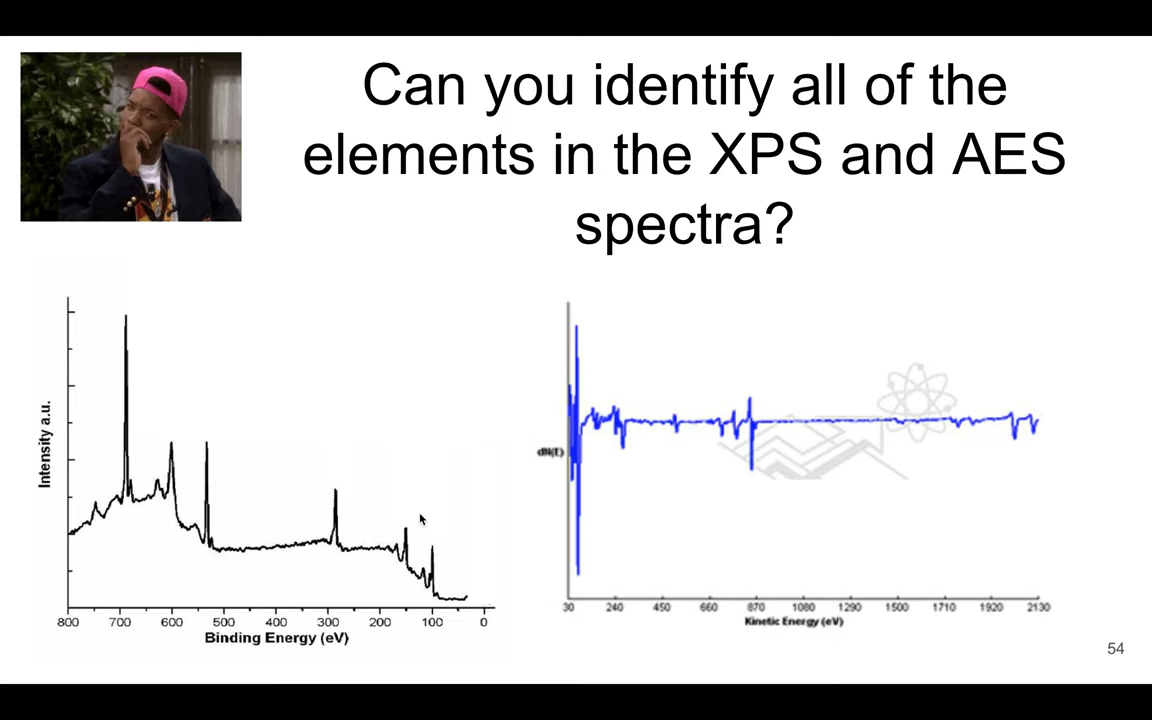 Can you identify all of the
elements in the XPS and AES
spectra?
Intensity a.u.
800 700 600 500 400 300 200 100 0
Binding Energy (eV)
dN(E)
30 240 450 660 870 1080 1290 1500 1710 1920 2130
Kinetic Energy (eV)
54